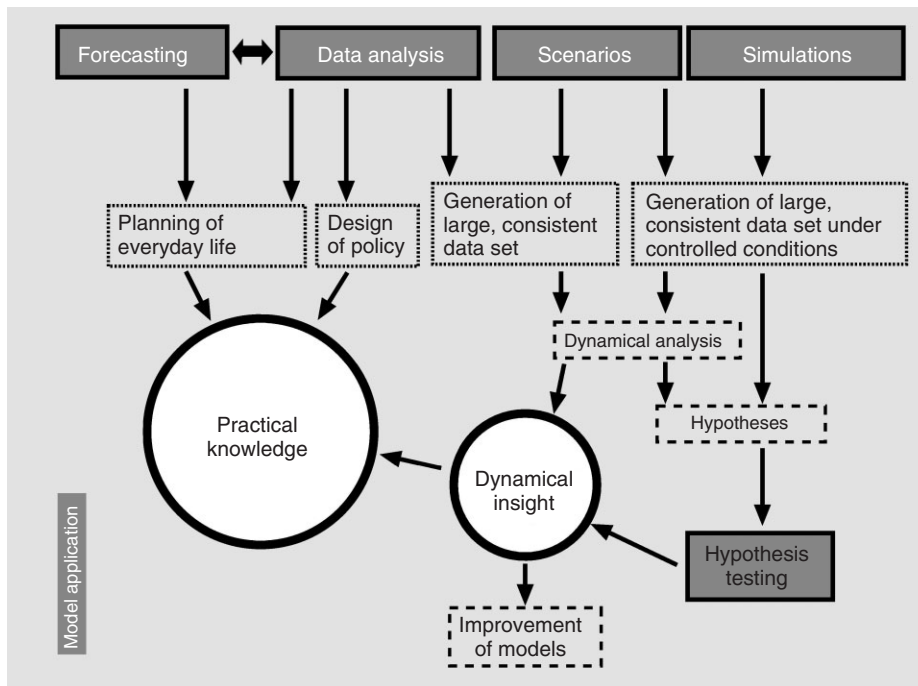 Forecasting
Data analysis
Scenarios
Simulations
Planning of
everyday life
Design
of policy
Generation of
large, consistent
data set
Generation of large,
consistent data set under
controlled conditions
Dynamical analysis
Hypotheses
Practical
knowledge
Dynamical
insight
Hypothesis
testing
Improvement
of models
Model application